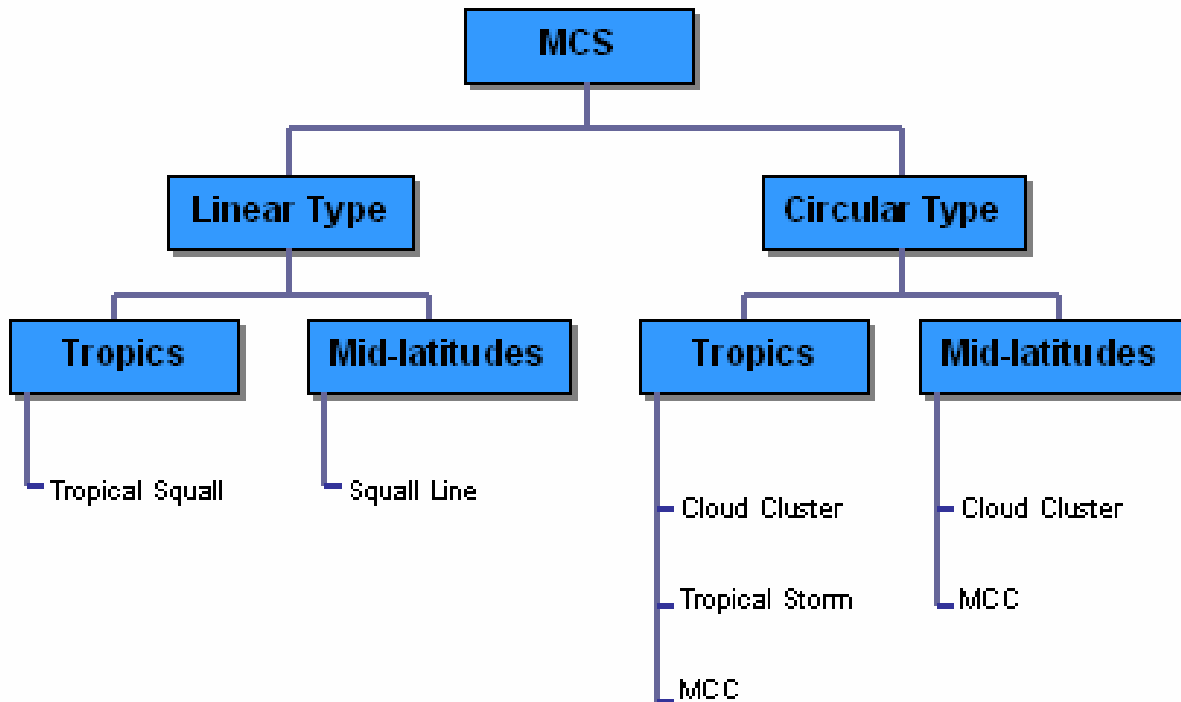 MCS
Linear Type
Circular Type
Tropics
Mid-latitudes
Tropics
Mid-latitudes
Tropical Squall
Squall Line
Cloud Cluster
Cloud Cluster
Tropical Storm
MCC
MCC